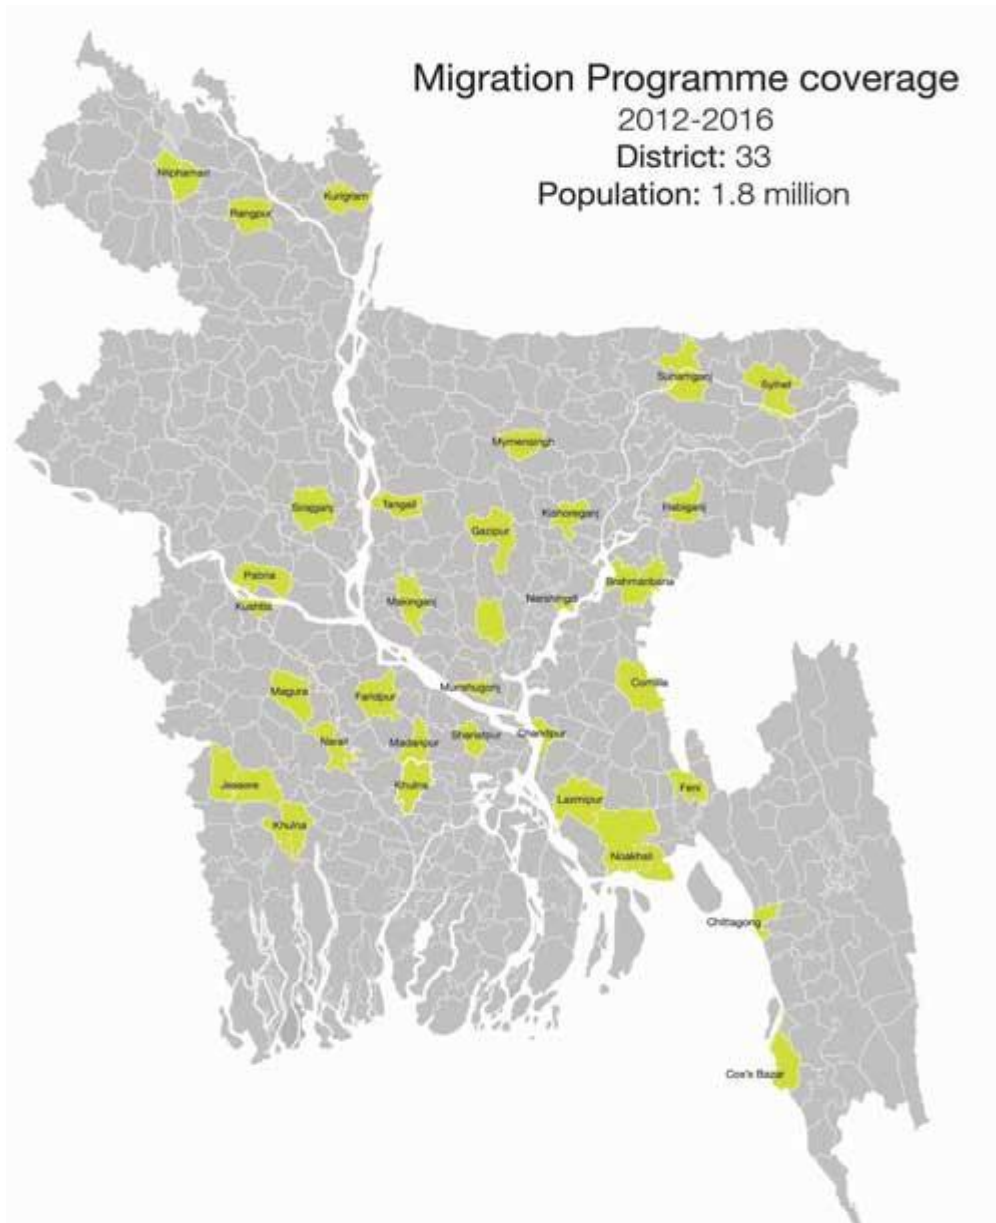 Migration Programme coverage
2012-2016
District: 33
Population: 1.8 million
Nilphamari
Kurigram
Rangpur
Sunamganj
Sylhet
Mymensingh
Sirajganj
Tangail
Habiganj
Kishoreganj
Gazipur
Pabna
Brahmanbaria
Narshingdi
Manikganj
Kushtia
Comilla
Munshiganj
Magura
Faridpur
Shariatpur
Chandpur
Narail
Madaripur
Jessore
Khulna
Feni
Laxmipur
Khulna
Noakhali
Chittagong
Cox's Bazar